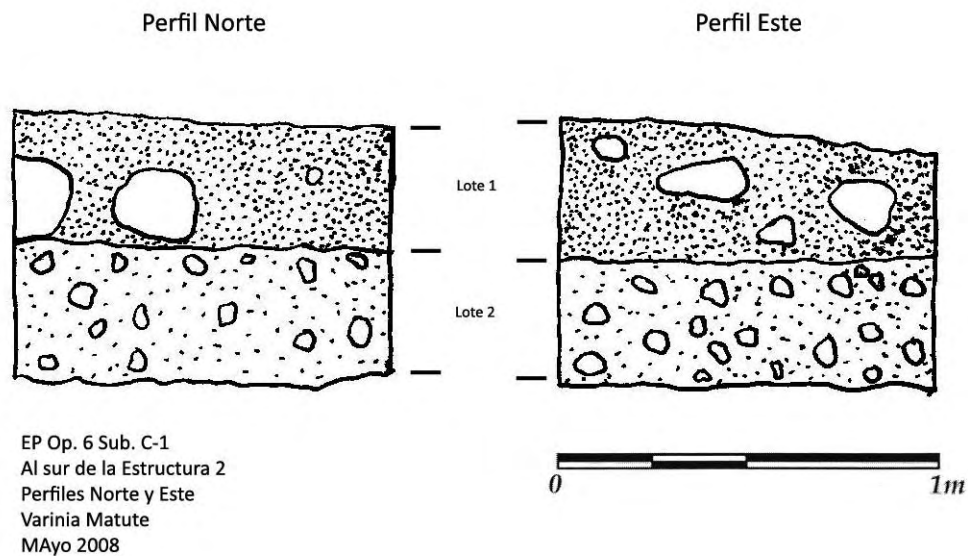 Perfil Norte
Perfil Este
Lote 1
Lote 2
EP Op. 6 Sub. C-1
Al sur de la Estructura 2
Perfiles Norte y Este
Varinia Matute
MAyo 2008
0
1m